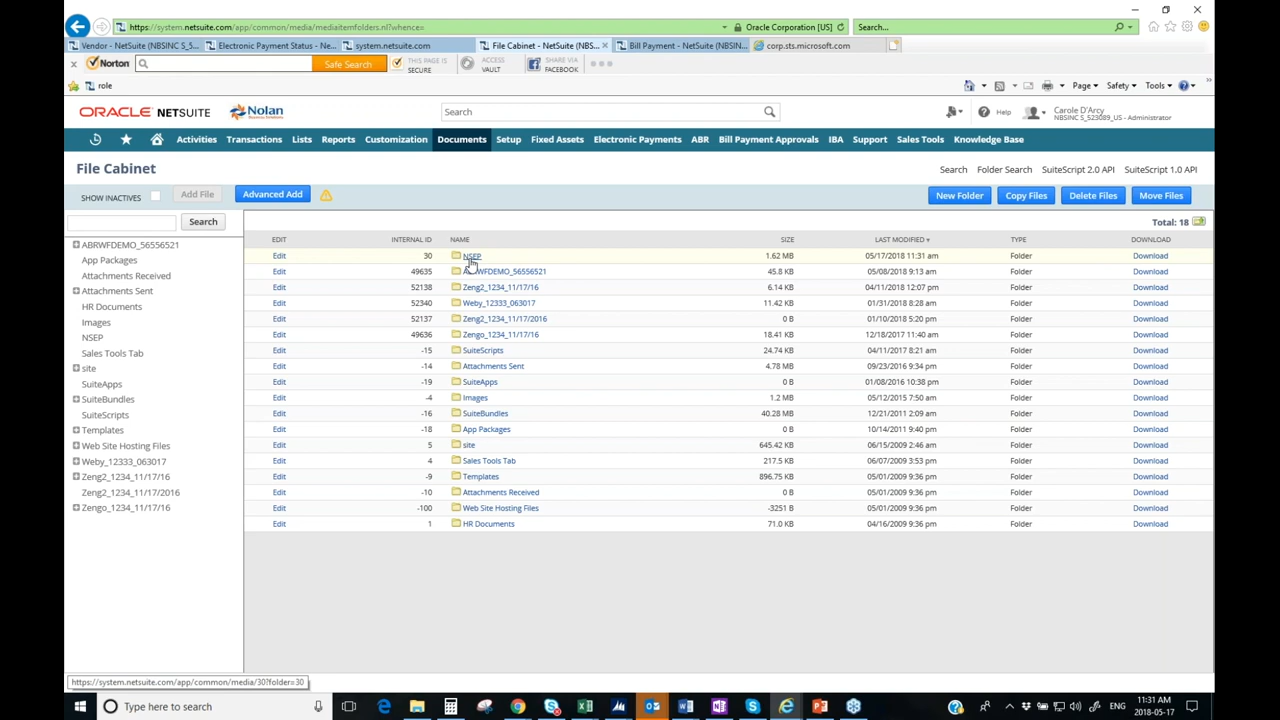 https://system.netsuite.com/app/common/media/mediaitemfolders.nl?whence=
Oracle Corporation [US]
Search...
Vendor - NetSuite (NBSINC S_5...
Electronic Payment Status - Ne...
system.netsuite.com
File Cabinet - NetSuite (NBS...
Bill Payment - NetSuite (NBSIN...
corp.sts.microsoft.com
Norton
Safe Search
THIS PAGE IS SECURE
ACCESS VAULT
SHARE VIA FACEBOOK
role
Page
Safety
Tools
ORACLE NETSUITE
Nolan
Search
Help
Carole D'Arcy
NBSINC S_523089_US - Administrator
Activities Transactions Lists Reports Customization Documents Setup Fixed Assets Electronic Payments ABR Bill Payment Approvals IBA Support Sales Tools Knowledge Base
File Cabinet
Search Folder Search SuiteScript 2.0 API SuiteScript 1.0 API
SHOW INACTIVES
Add File
Advanced Add
New Folder
Copy Files
Delete Files
Move Files
Search
Total: 18
ABRWFDEMO_56556521
App Packages
Attachments Received
Attachments Sent
HR Documents
Images
NSEP
Sales Tools Tab
site
SuiteApps
SuiteBundles
SuiteScripts
Templates
Web Site Hosting Files
Weby_12333_063017
Zeng2_1234_11/17/16
Zeng2_1234_11/17/2016
Zengo_1234_11/17/16
EDIT INTERNAL ID NAME SIZE LAST MODIFIED TYPE DOWNLOAD
Edit 30 NSEP 1.62 MB 05/17/2018 11:31 am Folder Download
Edit 49635 ABRWFDEMO_56556521 45.8 KB 05/08/2018 9:13 am Folder Download
Edit 52138 Zeng2_1234_11/17/16 6.14 KB 04/11/2018 12:07 pm Folder Download
Edit 52340 Weby_12333_063017 11.42 KB 01/31/2018 8:28 am Folder Download
Edit 52137 Zeng2_1234_11/17/2016 0 B 01/10/2018 5:20 pm Folder Download
Edit 49636 Zengo_1234_11/17/16 18.41 KB 12/18/2017 11:40 am Folder Download
Edit -15 SuiteScripts 24.74 KB 04/11/2017 8:21 am Folder Download
Edit -14 Attachments Sent 4.78 MB 09/23/2016 9:34 pm Folder Download
Edit -19 SuiteApps 0 B 01/08/2016 10:38 pm Folder Download
Edit -4 Images 1.2 MB 05/12/2015 7:50 am Folder Download
Edit -16 SuiteBundles 40.28 MB 12/21/2011 2:09 am Folder Download
Edit -18 App Packages 0 B 10/14/2011 9:40 pm Folder Download
Edit 5 site 645.42 KB 06/15/2009 2:46 am Folder Download
Edit 4 Sales Tools Tab 217.5 KB 06/07/2009 3:53 pm Folder Download
Edit -9 Templates 896.75 KB 05/01/2009 9:36 pm Folder Download
Edit -10 Attachments Received 0 B 05/01/2009 9:36 pm Folder Download
Edit -100 Web Site Hosting Files -3251 B 05/01/2009 9:36 pm Folder Download
Edit 1 HR Documents 71.0 KB 04/16/2009 9:36 pm Folder Download
https://system.netsuite.com/app/common/media/30?folder=30
Type here to search
11:31 AM
2018-05-17